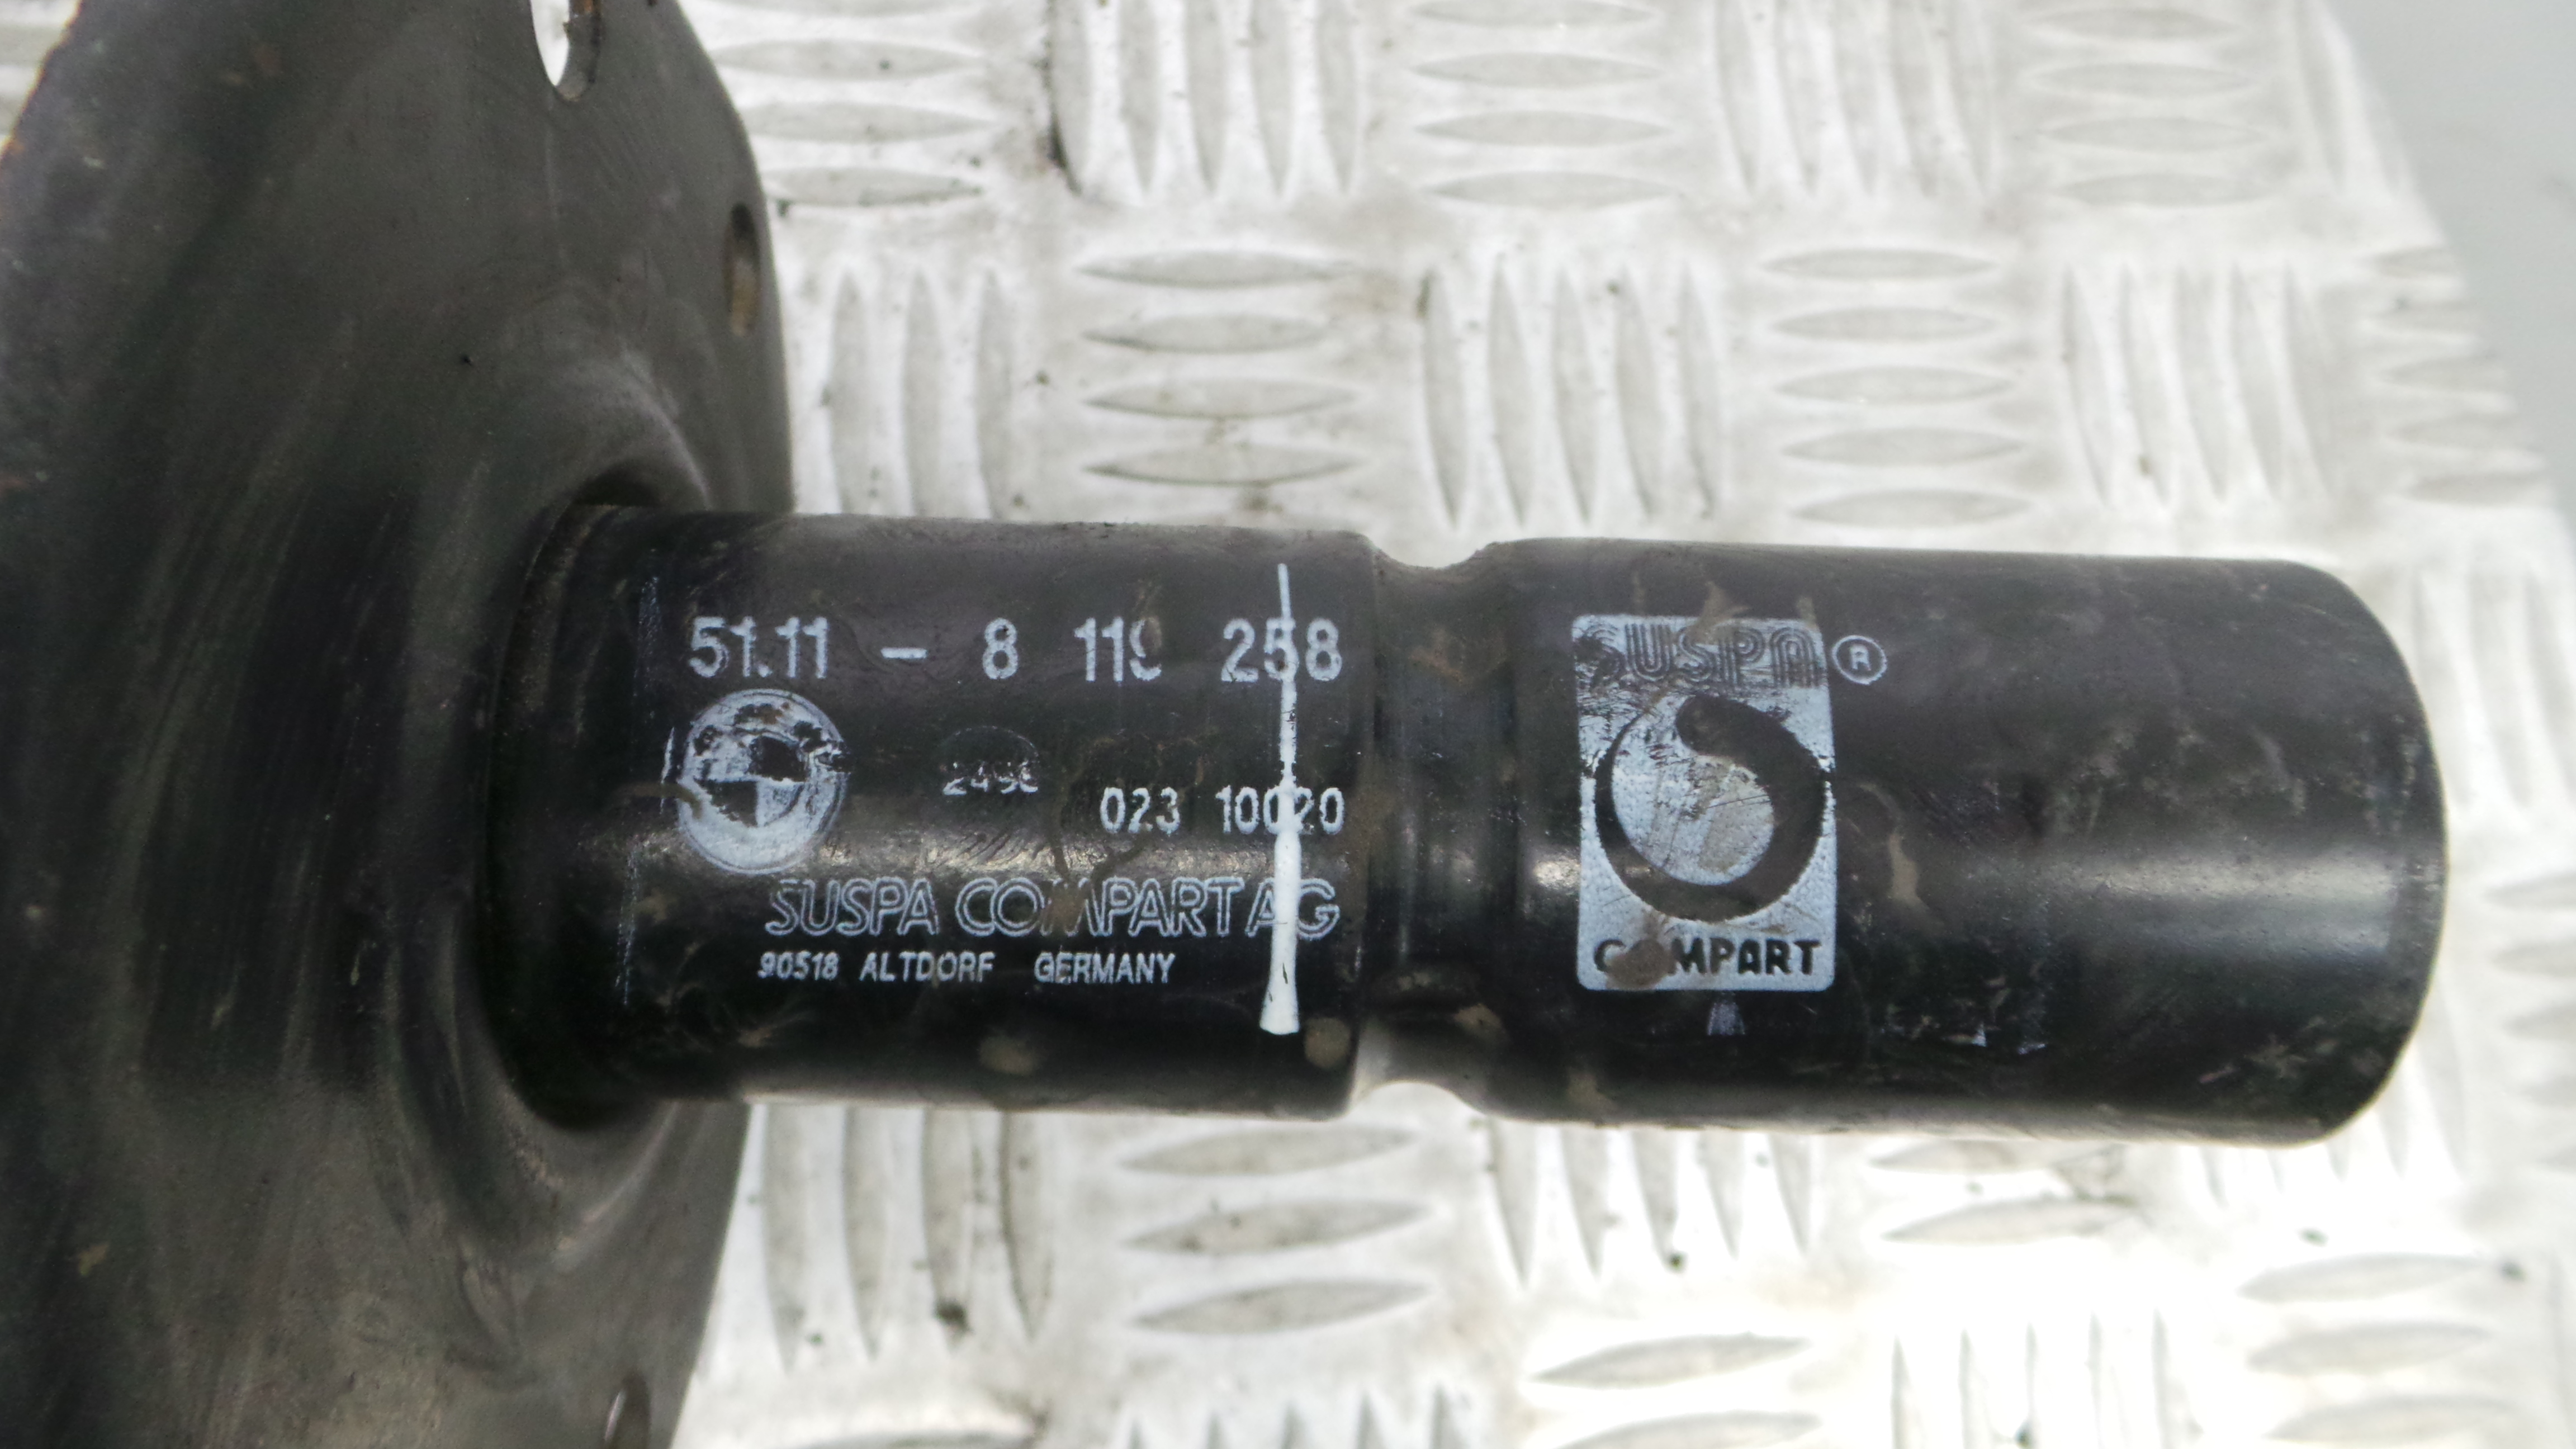 51.11 - 8 119 258
023 10020
SUSPA COMPART AG
90518 ALTDORF GERMANY
SUSPA ®
COMPART